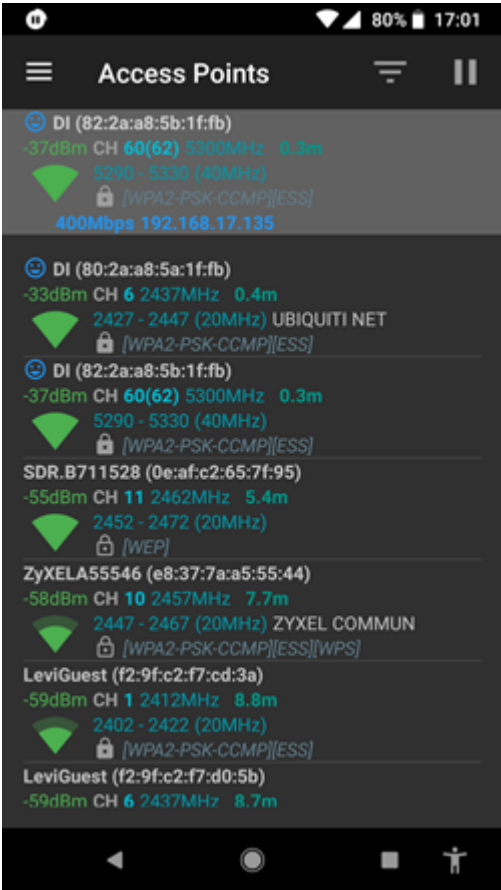 80% 17:01
Access Points
DI (82:2a:a8:5b:1f:fb)
-37dBm CH 60(62) 5300MHz 0.3m
5290 - 5330 (40MHz)
[WPA2-PSK-CCMP][ESS]
400Mbps 192.168.17.135
DI (80:2a:a8:5a:1f:fb)
-33dBm CH 6 2437MHz 0.4m
2427 - 2447 (20MHz) UBIQUITI NET
[WPA2-PSK-CCMP][ESS]
DI (82:2a:a8:5b:1f:fb)
-37dBm CH 60(62) 5300MHz 0.3m
5290 - 5330 (40MHz)
[WPA2-PSK-CCMP][ESS]
SDR.B711528 (0e:af:c2:65:7f:95)
-55dBm CH 11 2462MHz 5.4m
2452 - 2472 (20MHz)
[WEP]
ZyXELA55546 (e8:37:7a:a5:55:44)
-58dBm CH 10 2457MHz 7.7m
2447 - 2467 (20MHz) ZYXEL COMMUN
[WPA2-PSK-CCMP][ESS][WPS]
LeviGuest (f2:9f:c2:f7:cd:3a)
-59dBm CH 1 2412MHz 8.8m
2402 - 2422 (20MHz)
[WPA2-PSK-CCMP][ESS]
LeviGuest (f2:9f:c2:f7:d0:5b)
-59dBm CH 6 2437MHz 8.7m